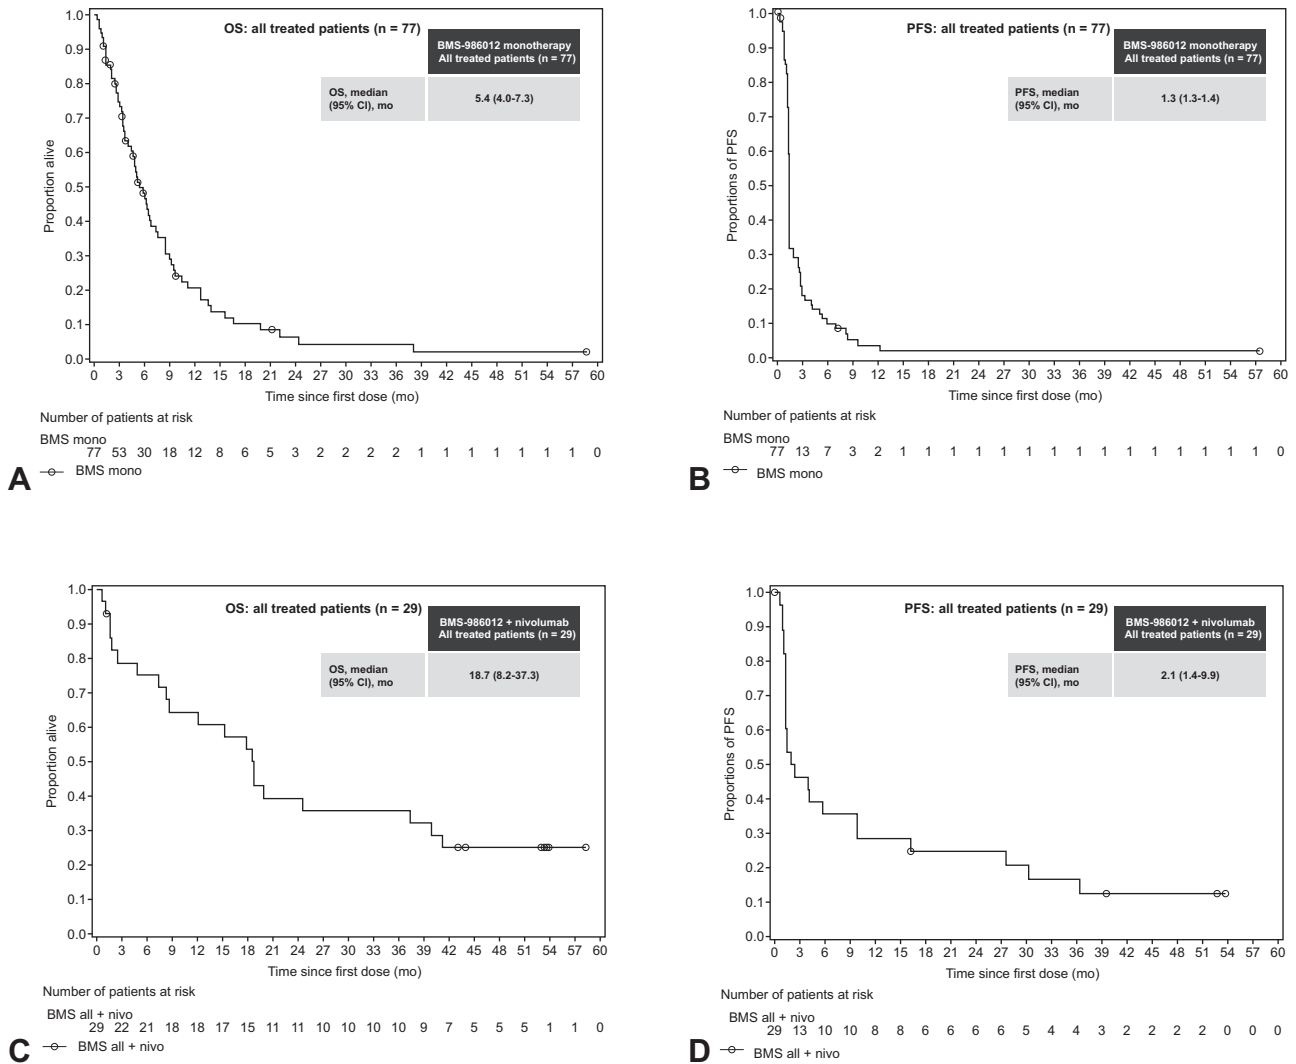 OS: all treated patients (n = 77)
BMS-986012 monotherapy
All treated patients (n = 77)
OS, median
(95% CI), mo
5.4 (4.0-7.3)
Proportion alive
1.0
0.9
0.8
0.7
0.6
0.5
0.4
0.3
0.2
0.1
0.0
0 3 6 9 12 15 18 21 24 27 30 33 36 39 42 45 48 51 54 57 60
Time since first dose (mo)
Number of patients at risk
BMS mono
77 53 30 18 12 8 6 5 3 2 2 2 2 1 1 1 1 1 1 1 0
BMS mono
A
PFS: all treated patients (n = 77)
BMS-986012 monotherapy
All treated patients (n = 77)
PFS, median
(95% CI), mo
1.3 (1.3-1.4)
Proportions of PFS
1.0
0.9
0.8
0.7
0.6
0.5
0.4
0.3
0.2
0.1
0.0
0 3 6 9 12 15 18 21 24 27 30 33 36 39 42 45 48 51 54 57 60
Time since first dose (mo)
Number of patients at risk
BMS mono
77 13 7 3 2 1 1 1 1 1 1 1 1 1 1 1 1 1 1 1 0
BMS mono
B
OS: all treated patients (n = 29)
BMS-986012 + nivolumab
All treated patients (n = 29)
OS, median
(95% CI), mo
18.7 (8.2-37.3)
Proportion alive
1.0
0.9
0.8
0.7
0.6
0.5
0.4
0.3
0.2
0.1
0.0
0 3 6 9 12 15 18 21 24 27 30 33 36 39 42 45 48 51 54 57 60
Time since first dose (mo)
Number of patients at risk
BMS all + nivo
29 22 21 18 18 17 15 11 11 10 10 10 10 9 7 5 5 5 1 1 0
BMS all + nivo
C
PFS: all treated patients (n = 29)
BMS-986012 + nivolumab
All treated patients (n = 29)
PFS, median
(95% CI), mo
2.1 (1.4-9.9)
Proportions of PFS
1.0
0.9
0.8
0.7
0.6
0.5
0.4
0.3
0.2
0.1
0.0
0 3 6 9 12 15 18 21 24 27 30 33 36 39 42 45 48 51 54 57 60
Time since first dose (mo)
Number of patients at risk
BMS all + nivo
29 13 10 10 8 8 6 6 6 6 5 4 4 3 2 2 2 2 0 0 0
BMS all + nivo
D